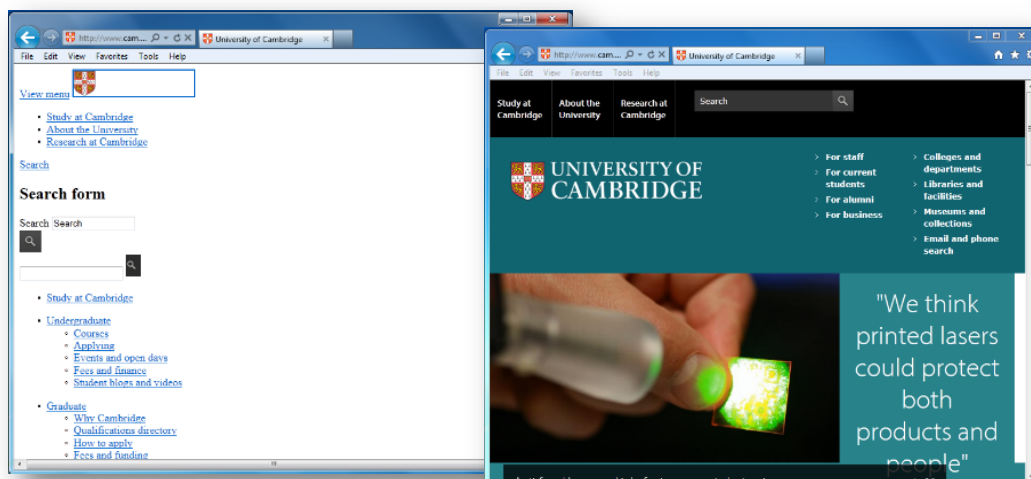 http://www.cam...
University of Cambridge
File Edit View Favorites Tools Help
View menu
Study at Cambridge
About the University
Research at Cambridge
Search
Search form
Search Search
Study at Cambridge
Undergraduate
Courses
Applying
Events and open days
Fees and finance
Student blogs and videos
Graduate
Why Cambridge
Qualifications directory
How to apply
Fees and funding
http://www.cam...
University of Cambridge
File Edit View Favorites Tools Help
Study at
Cambridge
About the
University
Research at
Cambridge
Search
UNIVERSITY OF
CAMBRIDGE
For staff
For current
students
For alumni
For business
Colleges and
departments
Libraries and
facilities
Museums and
collections
Email and phone
search
"We think
printed lasers
could protect
both
products and
people"